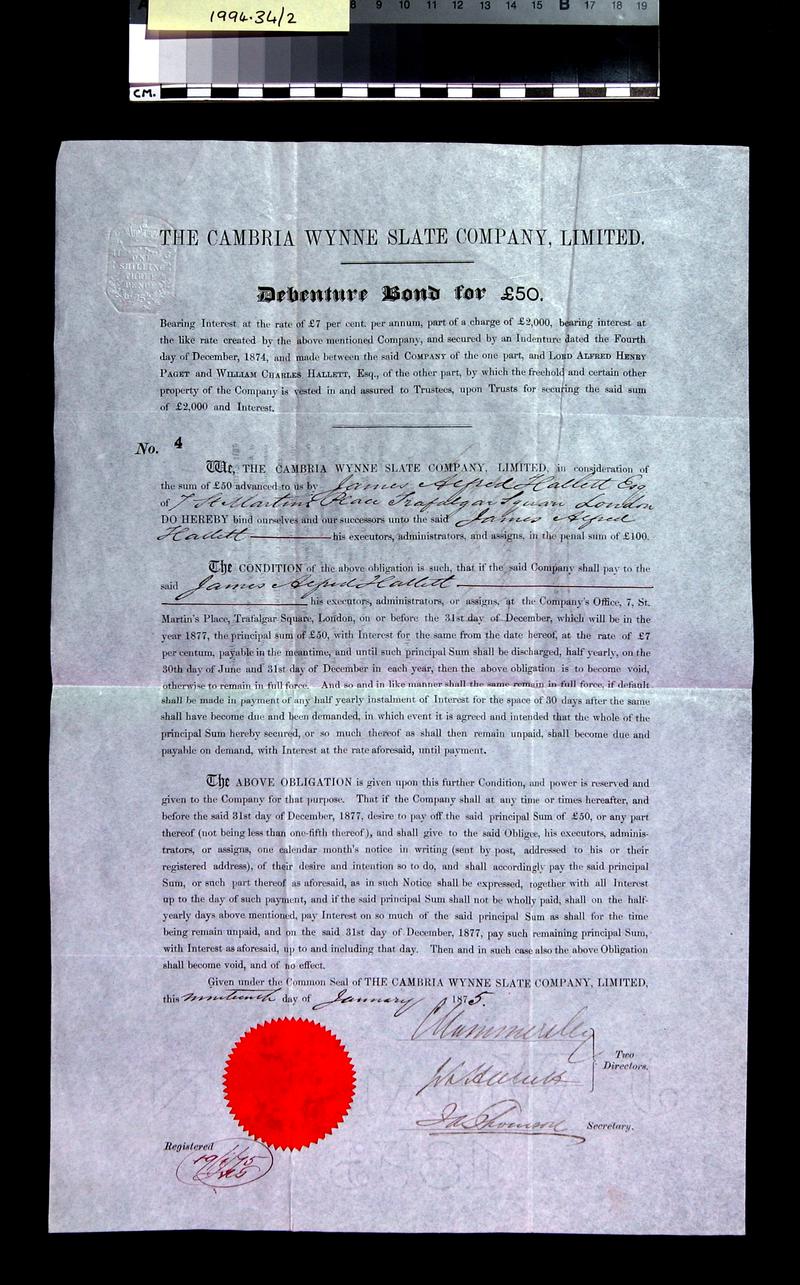 1994.34/2
A 8 9 10 11 12 13 14 15 B 17 18 19
CM.
ONE
SHILLING
THREE
PENCE
THE CAMBRIA WYNNE SLATE COMPANY, LIMITED.
Debenture Bond for £50.
Bearing Interest at the rate of £7 per cent. per annum, part of a charge of £2,000, bearing interest at
the like rate created by the above mentioned Company, and secured by an Indenture dated the Fourth
day of December, 1874, and made between the said COMPANY of the one part, and LORD ALFRED HENRY
PAGET and WILLIAM CHARLES HALLETT, Esq., of the other part, by which the freehold and certain other
property of the Company is vested in and assured to Trustees, upon Trusts for securing the said sum
of £2,000 and Interest.
No. 4
We, THE CAMBRIA WYNNE SLATE COMPANY, LIMITED, in consideration of
the sum of £50 advanced to us by James Alfred Hallett Esq
of 7 St Martins Place Trafalgar Square London
DO HEREBY bind ourselves and our successors unto the said James Alfred
Hallett his executors, administrators, and assigns, in the penal sum of £100.
The CONDITION of the above obligation is such, that if the said Company shall pay to the
said James Alfred Hallett
his executors, administrators, or assigns, at the Company's Office, 7, St.
Martin's Place, Trafalgar Square, London, on or before the 31st day of December, which will be in the
year 1877, the principal sum of £50, with Interest for the same from the date hereof, at the rate of £7
per centum, payable in the meantime, and until such principal Sum shall be discharged, half yearly, on the
30th day of June and 31st day of December in each year, then the above obligation is to become void,
otherwise to remain in full force. And so and in like manner shall the same remain in full force, if default
shall be made in payment of any half yearly instalment of Interest for the space of 30 days after the same
shall have become due and been demanded, in which event it is agreed and intended that the whole of the
principal Sum hereby secured, or so much thereof as shall then remain unpaid, shall become due and
payable on demand, with Interest at the rate aforesaid, until payment.
The ABOVE OBLIGATION is given upon this further Condition, and power is reserved and
given to the Company for that purpose. That if the Company shall at any time or times hereafter, and
before the said 31st day of December, 1877, desire to pay off the said principal Sum of £50, or any part
thereof (not being less than one-fifth thereof), and shall give to the said Obligee, his executors, adminis-
trators, or assigns, one calendar month's notice in writing (sent by post, addressed to his or their
registered address), of their desire and intention so to do, and shall accordingly pay the said principal
Sum, or such part thereof as aforesaid, as in such Notice shall be expressed, together with all Interest
up to the day of such payment, and if the said principal Sum shall not be wholly paid, shall on the half-
yearly days above mentioned, pay Interest on so much of the said principal Sum as shall for the time
being remain unpaid, and on the said 31st day of December, 1877, pay such remaining principal Sum,
with Interest as aforesaid, up to and including that day. Then and in such case also the above Obligation
shall become void, and of no effect.
Given under the Common Seal of THE CAMBRIA WYNNE SLATE COMPANY, LIMITED,
this nineteenth day of January 1875.
Hammersley
Two
Directors.
Jas Thomson Secretary.
Registered
19/1/75